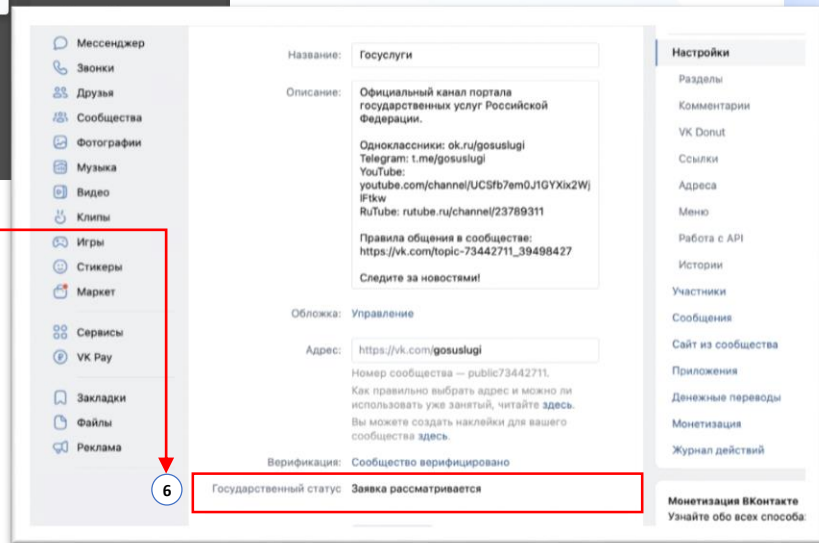 Мессенджер
Звонки
Друзья
Сообщества
Фотографии
Музыка
Видео
Клипы
Игры
Стикеры
Маркет
Сервисы
VK Pay
Закладки
Файлы
Реклама
Название: Госуслуги
Описание: Официальный канал портала
государственных услуг Российской
Федерации.
Одноклассники: ok.ru/gosuslugi
Telegram: t.me/gosuslugi
YouTube:
youtube.com/channel/UCSfb7em0J1GYXix2Wj
IFtkw
RuTube: rutube.ru/channel/23789311
Правила общения в сообществе:
https://vk.com/topic-73442711_39498427
Следите за новостями!
Обложка: Управление
Адрес: https://vk.com/gosuslugi
Номер сообщества — public73442711.
Как правильно выбрать адрес и можно ли
использовать уже занятый, читайте здесь.
Вы можете создать наклейки для вашего
сообщества здесь.
Верификация: Сообщество верифицировано
6
Государственный статус Заявка рассматривается
Настройки
Разделы
Комментарии
VK Donut
Ссылки
Адреса
Меню
Работа с API
Истории
Участники
Сообщения
Сайт из сообщества
Приложения
Денежные переводы
Монетизация
Журнал действий
Монетизация ВКонтакте
Узнайте обо всех способа: